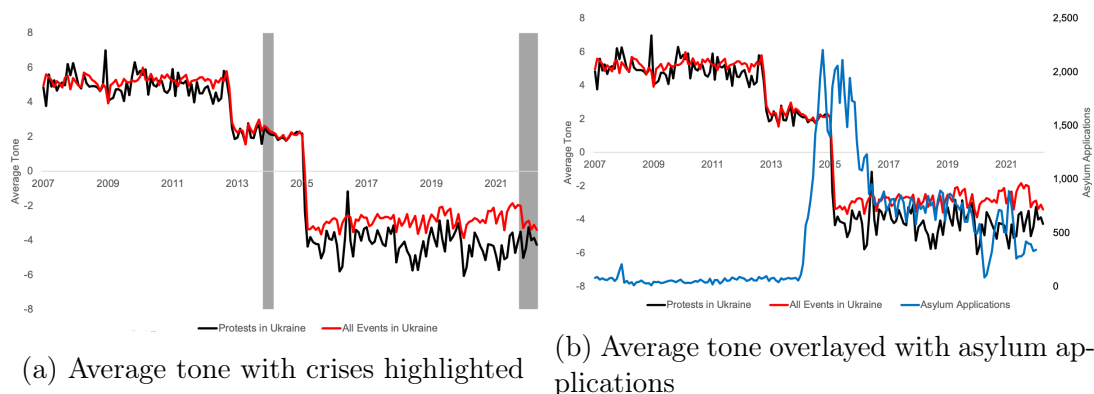 8
6
4
2
0
-2
-4
-6
-8
Average Tone
2007 2009 2011 2013 2015 2017 2019 2021
Protests in Ukraine All Events in Ukraine
(a) Average tone with crises highlighted
8
6
4
2
0
-2
-4
-6
-8
Average Tone
2007 2009 2011 2013 2015 2017 2019 2021
2,500
2,000
1,500
1,000
500
0
Asylum Applications
Protests in Ukraine All Events in Ukraine Asylum Applications
(b) Average tone overlayed with asylum ap-
plications